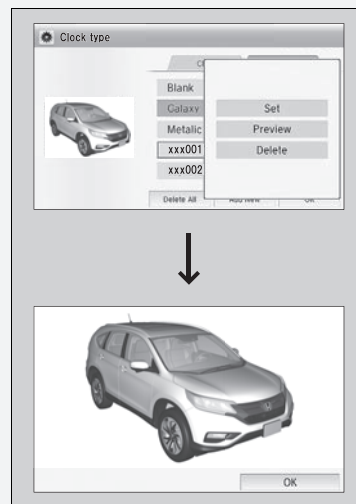 Clock type
Blank
Galaxy
Metalic
xxx001
xxx002
Set
Preview
Delete
Delete All
Add New
OK
OK